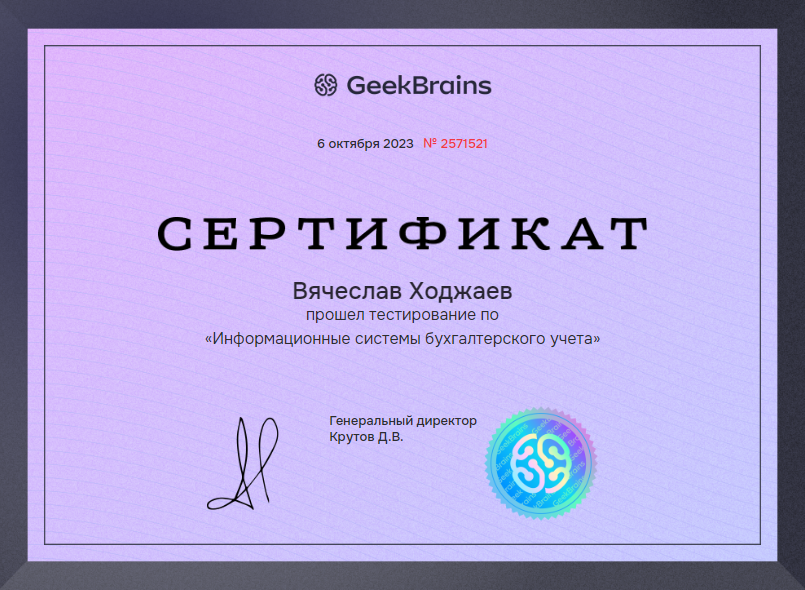 GeekBrains
6 октября 2023 № 2571521
СЕРТИФИКАТ
Вячеслав Ходжаев
прошел тестирование по
«Информационные системы бухгалтерского учета»
Генеральный директор
Крутов Д.В.
GeekBrains